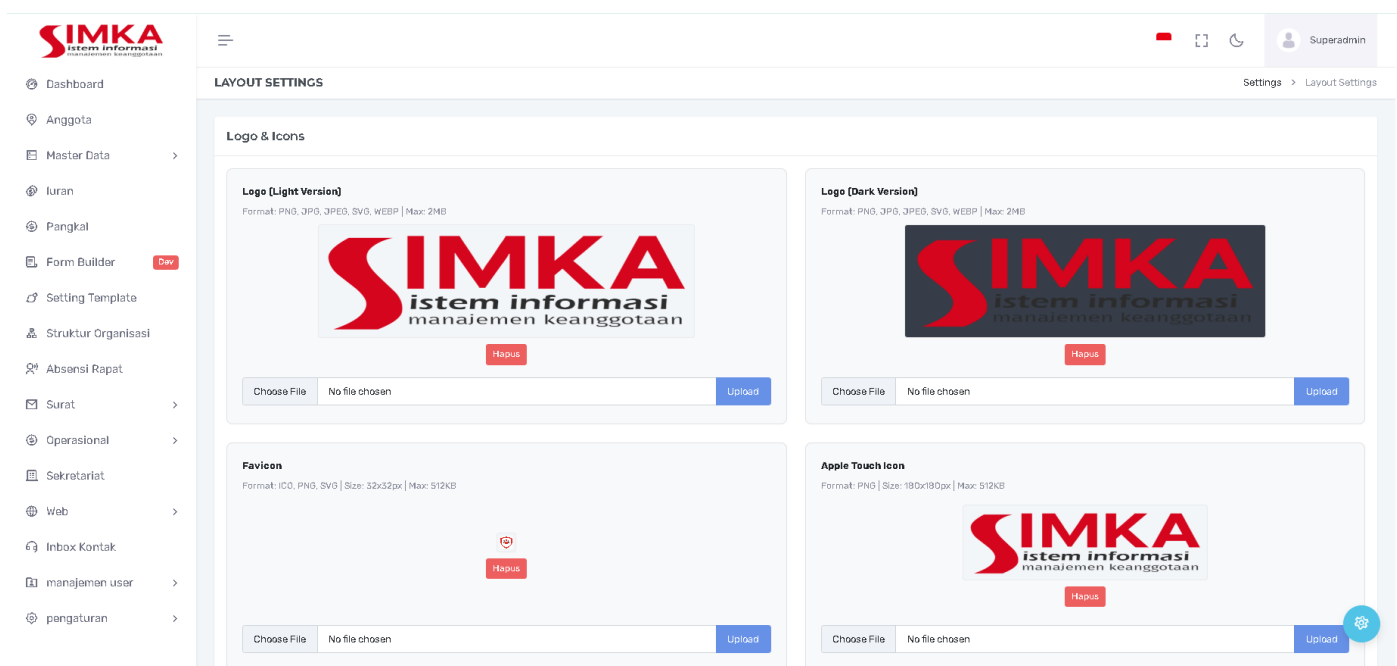 SIMKA
istem informasi
manajemen keanggotaan
Superadmin
Dashboard
Anggota
Master Data
Iuran
Pangkal
Form Builder Dev
Setting Template
Struktur Organisasi
Absensi Rapat
Surat
Operasional
Sekretariat
Web
Inbox Kontak
manajemen user
pengaturan
LAYOUT SETTINGS
Settings > Layout Settings
Logo & Icons
Logo (Light Version)
Format: PNG, JPG, JPEG, SVG, WEBP | Max: 2MB
SIMKA
istem informasi
manajemen keanggotaan
Hapus
Choose File No file chosen Upload
Logo (Dark Version)
Format: PNG, JPG, JPEG, SVG, WEBP | Max: 2MB
SIMKA
istem informasi
manajemen keanggotaan
Hapus
Choose File No file chosen Upload
Favicon
Format: ICO, PNG, SVG | Size: 32x32px | Max: 512KB
Hapus
Choose File No file chosen Upload
Apple Touch Icon
Format: PNG | Size: 180x180px | Max: 512KB
SIMKA
istem informasi
manajemen keanggotaan
Hapus
Choose File No file chosen Upload